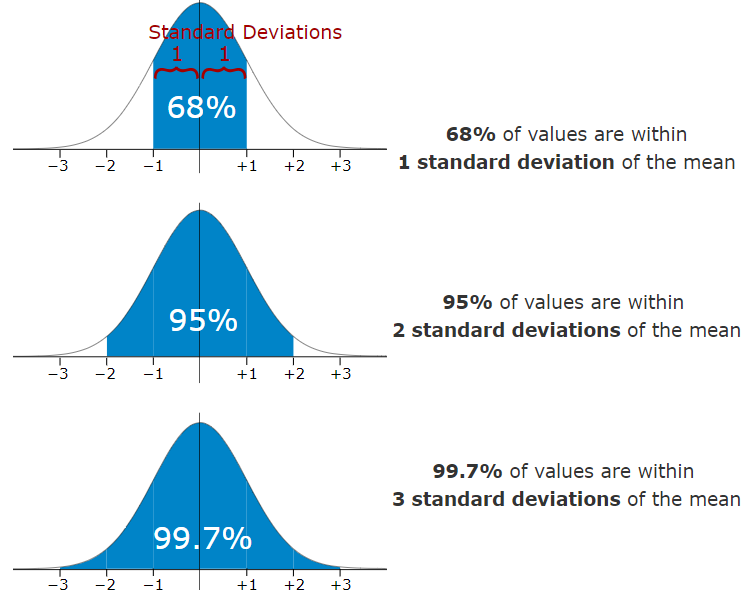 Standard Deviations
1 1
68%
−3 −2 −1 +1 +2 +3
68% of values are within
1 standard deviation of the mean
95%
−3 −2 −1 +1 +2 +3
95% of values are within
2 standard deviations of the mean
99.7%
−3 −2 −1 +1 +2 +3
99.7% of values are within
3 standard deviations of the mean